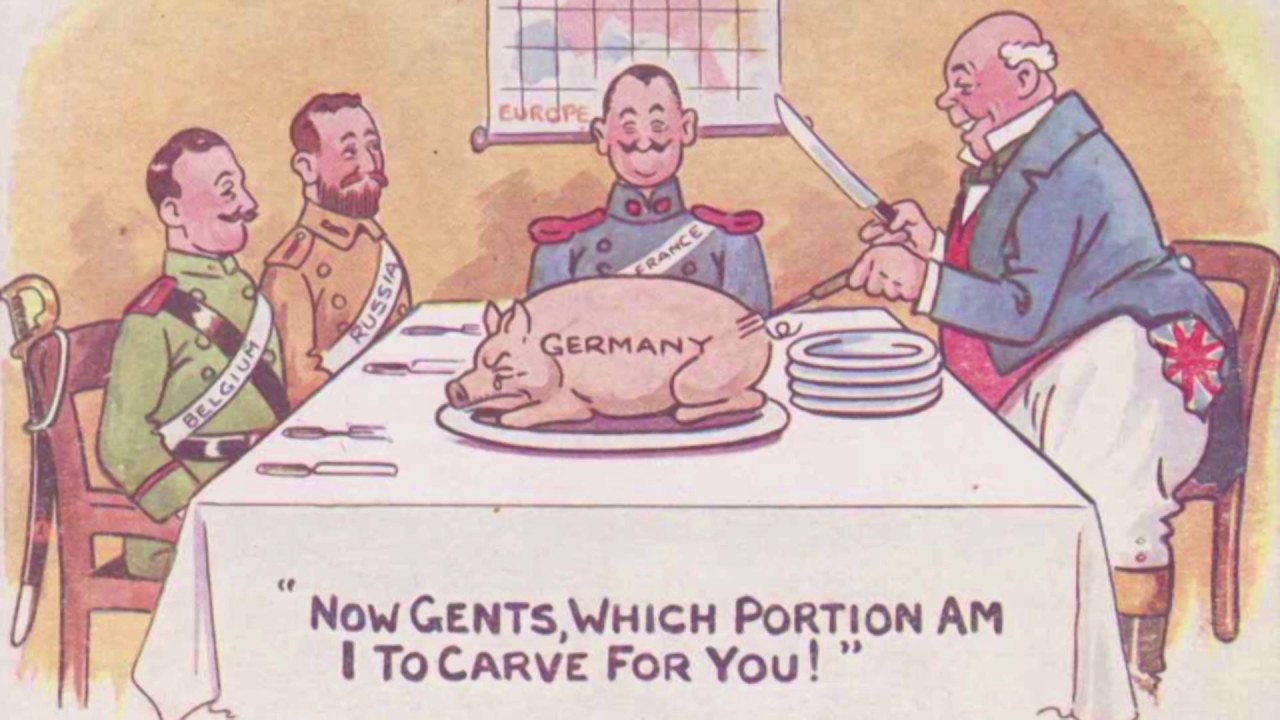 EUROPE
FRANCE
RUSSIA
BELGIUM
GERMANY
“NOW GENTS, WHICH PORTION AM
I TO CARVE FOR YOU!”